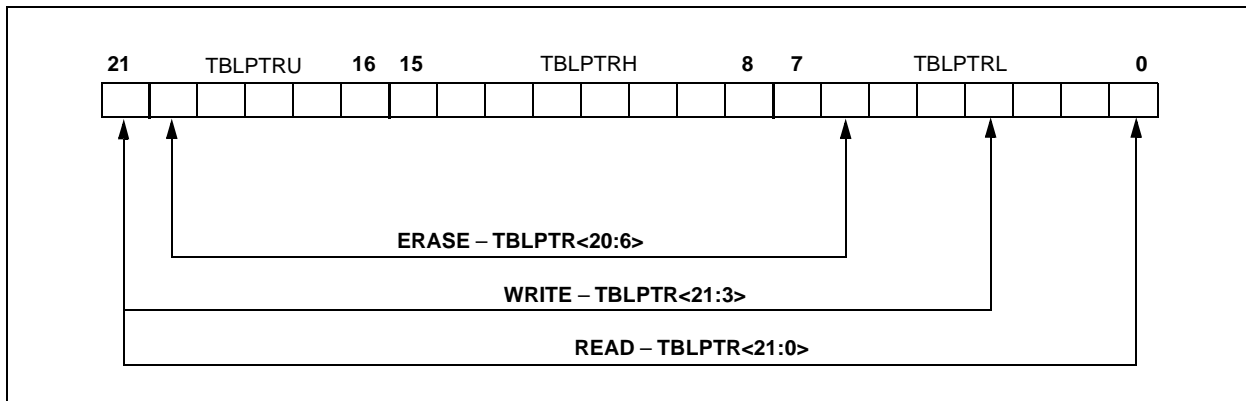 21 TBLPTRU 16 15 TBLPTRH 8 7 TBLPTRL 0
ERASE – TBLPTR<20:6>
WRITE – TBLPTR<21:3>
READ – TBLPTR<21:0>